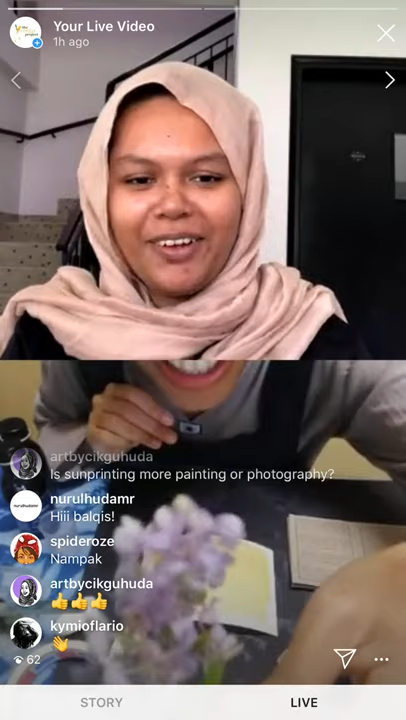 Your Live Video
1h ago
artbycikguhuda
Is sunprinting more painting or photography?
nurulhudamr
Hiii balqis!
spideroze
Nampak
artbycikguhuda
👍👍👍
kymioflario
👋
62
STORY
LIVE